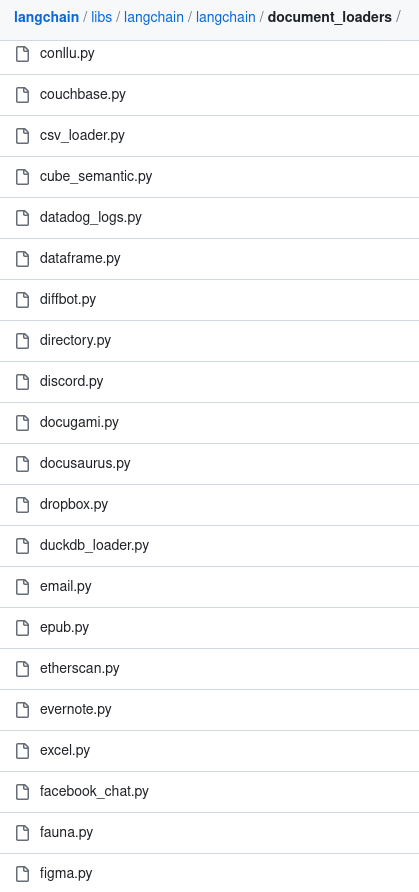 langchain / libs / langchain / langchain / document_loaders /
conllu.py
couchbase.py
csv_loader.py
cube_semantic.py
datadog_logs.py
dataframe.py
diffbot.py
directory.py
discord.py
docugami.py
docusaurus.py
dropbox.py
duckdb_loader.py
email.py
epub.py
etherscan.py
evernote.py
excel.py
facebook_chat.py
fauna.py
figma.py